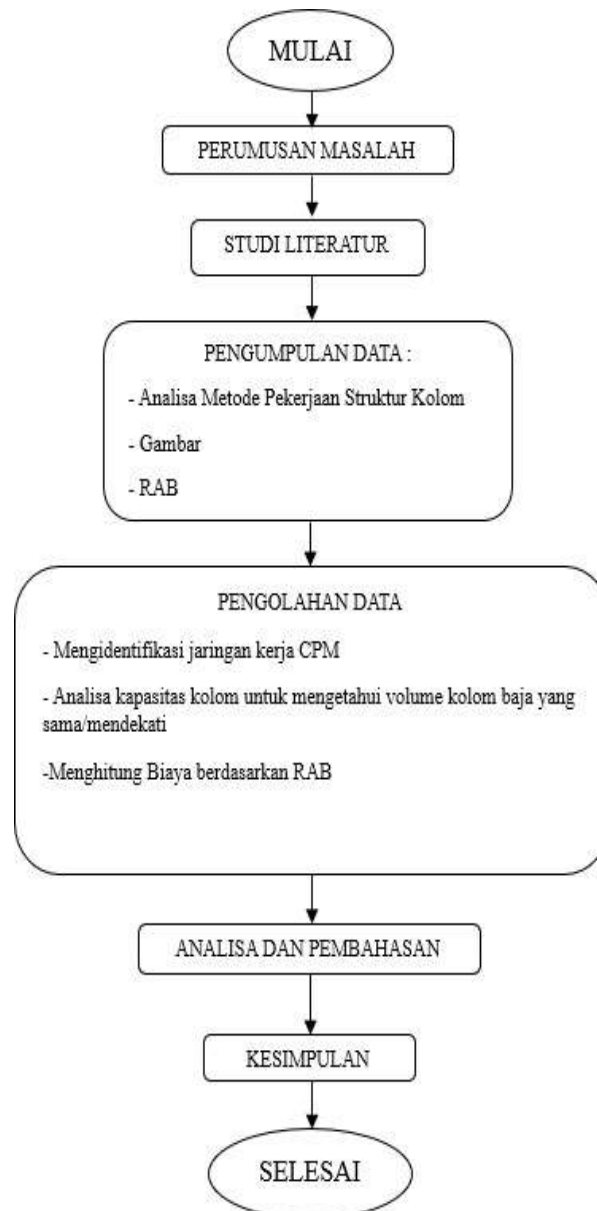 MULAI
PERUMUSAN MASALAH
STUDI LITERATUR
PENGUMPULAN DATA :
- Analisa Metode Pekerjaan Struktur Kolom
- Gambar
- RAB
PENGOLAHAN DATA
- Mengidentifikasi jaringan kerja CPM
- Analisa kapasitas kolom untuk mengetahui volume kolom baja yang
sama/mendekati
-Menghitung Biaya berdasarkan RAB
ANALISA DAN PEMBAHASAN
KESIMPULAN
SELESAI